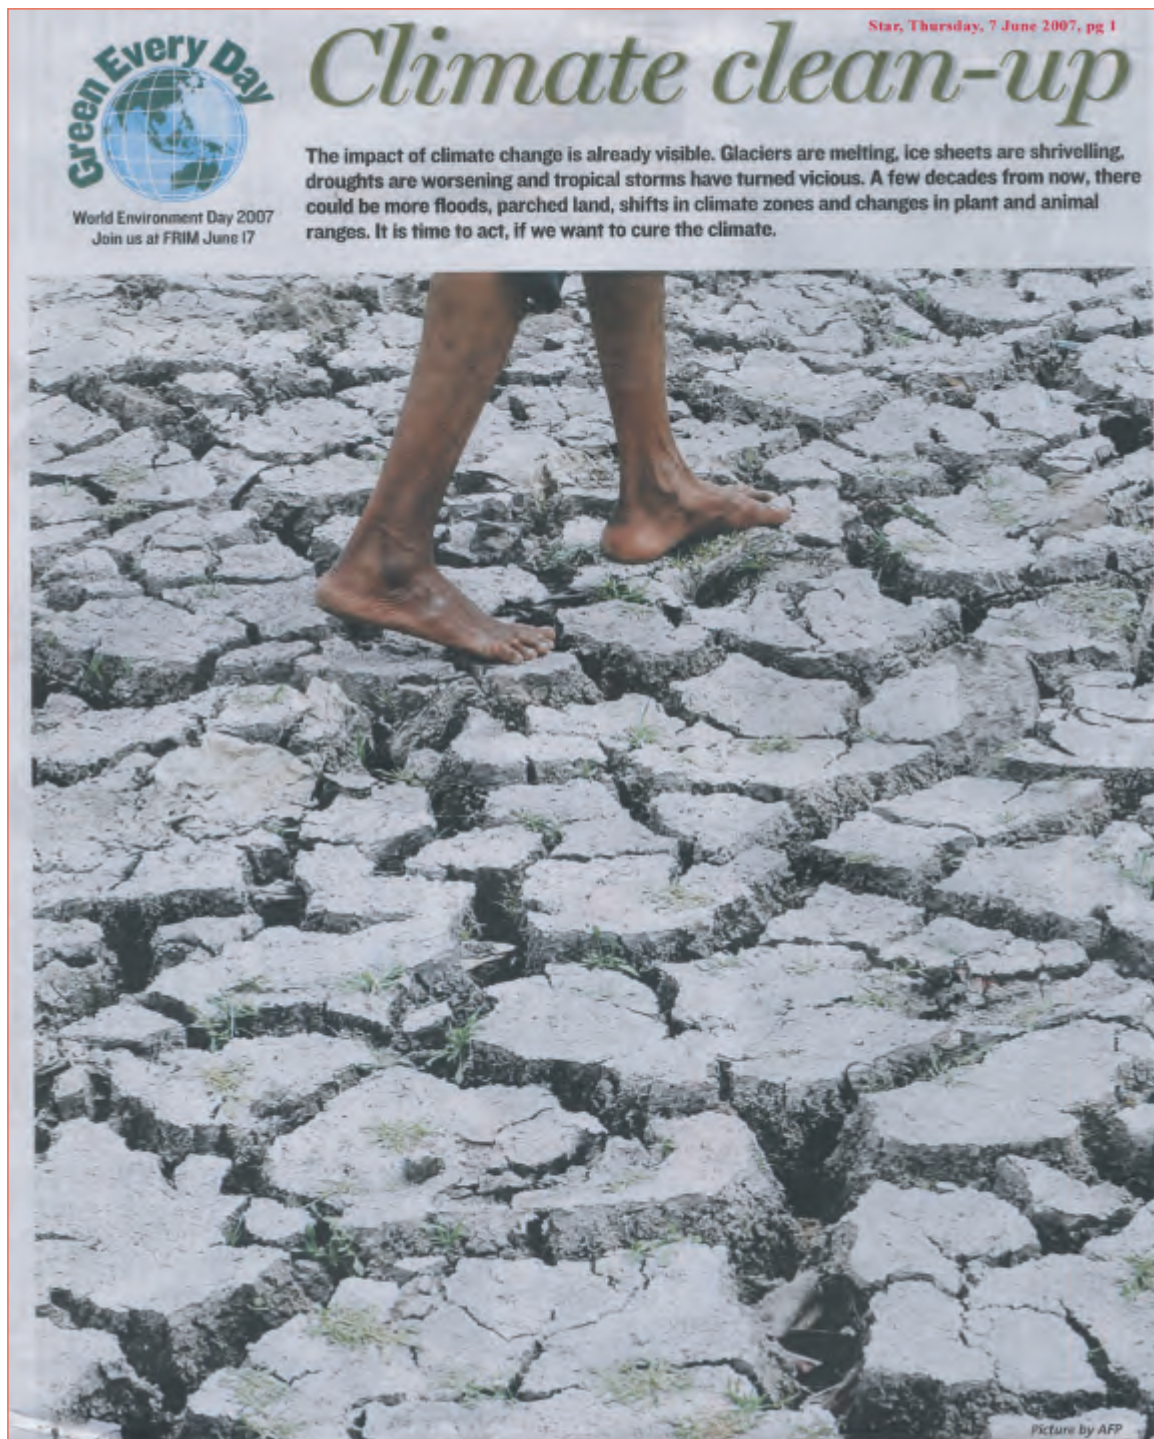 Star, Thursday, 7 June 2007, pg 1
Green Every Day
Climate clean-up
The impact of climate change is already visible. Glaciers are melting, ice sheets are shrivelling,
droughts are worsening and tropical storms have turned vicious. A few decades from now, there
could be more floods, parched land, shifts in climate zones and changes in plant and animal
ranges. It is time to act, if we want to cure the climate.
World Environment Day 2007
Join us at FRIM June 17
Picture by AFP